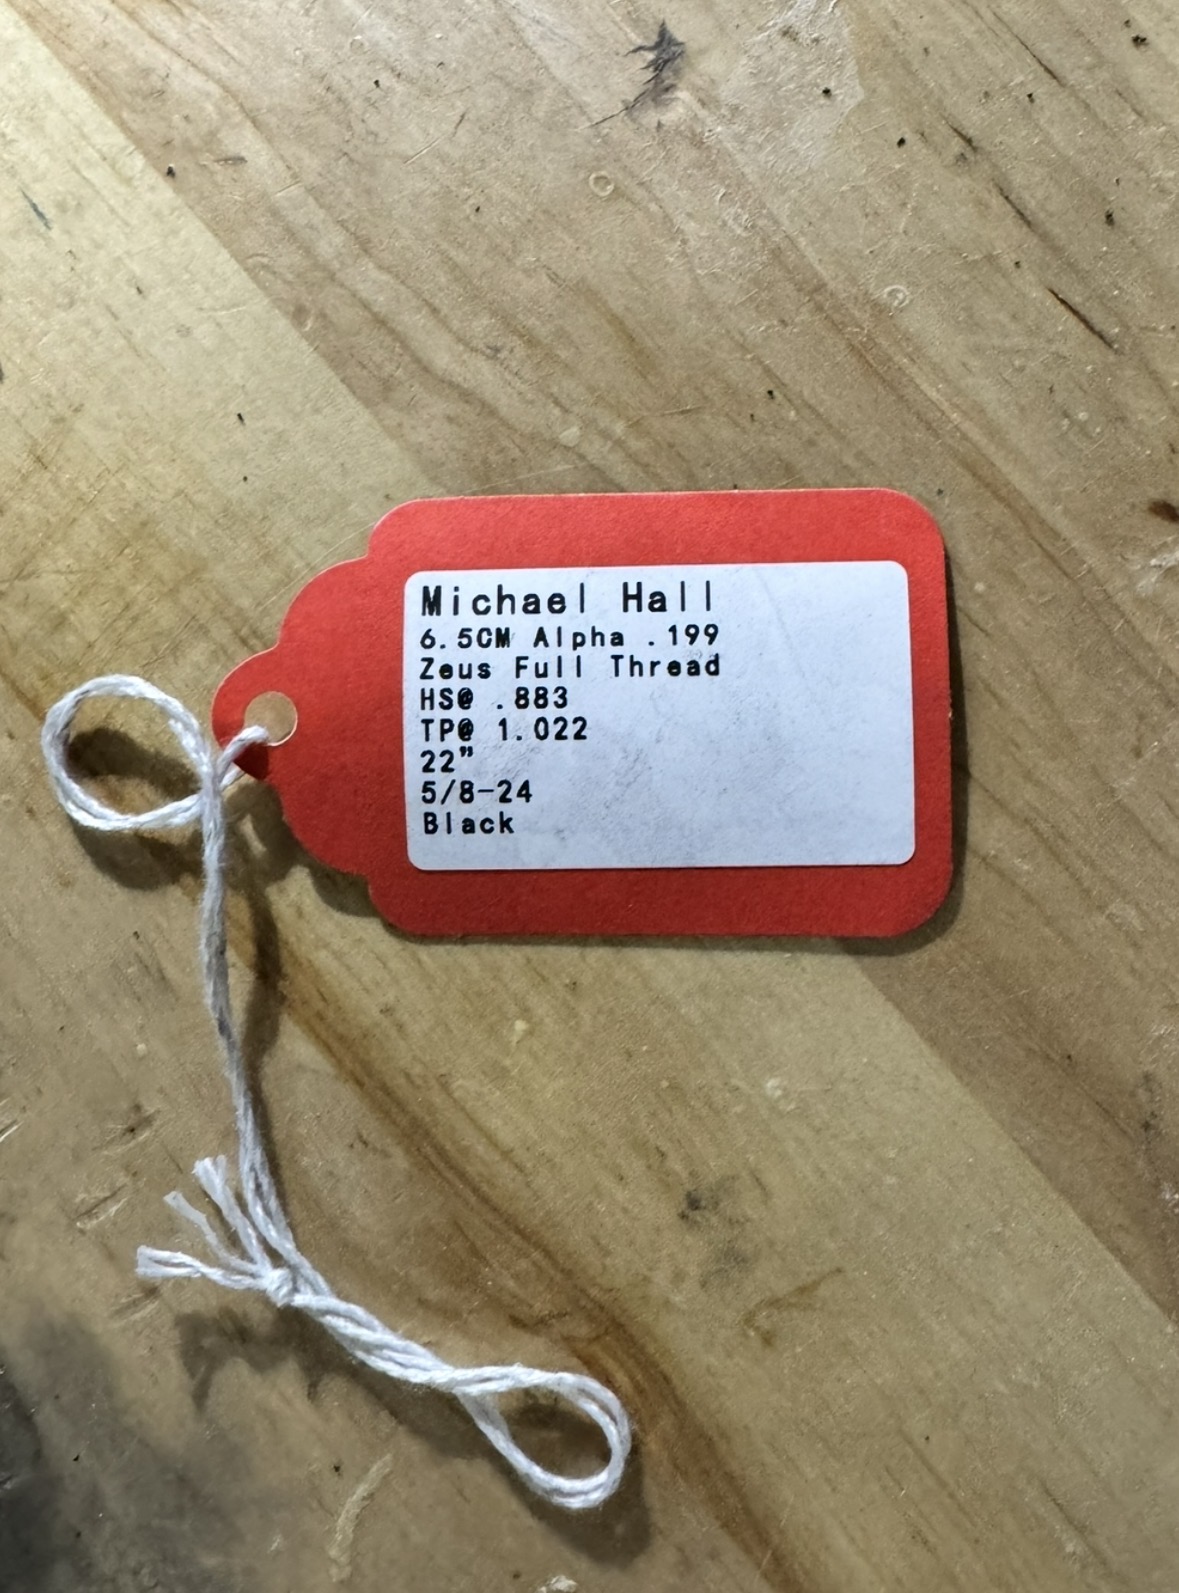 Michael Hall
6.5CM Alpha .199
Zeus Full Thread
HS@ .883
TP@ 1.022
22"
5/8-24
Black